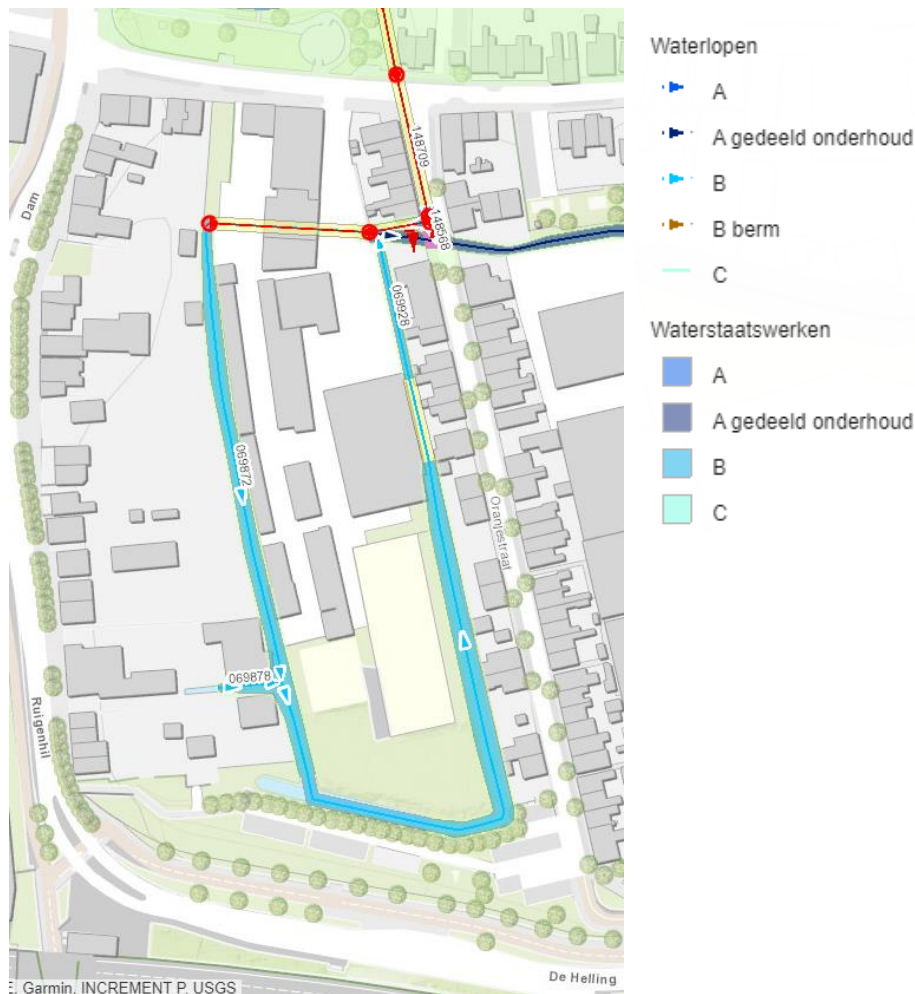 Waterlopen
A
A gedeeld onderhoud
B
B berm
C
Waterstaatswerken
A
A gedeeld onderhoud
B
C
148709
Dam
148568
069928
069872
Oranjestraat
069878
Ruigenhil
De Helling
E, Garmin, INCREMENT P, USGS